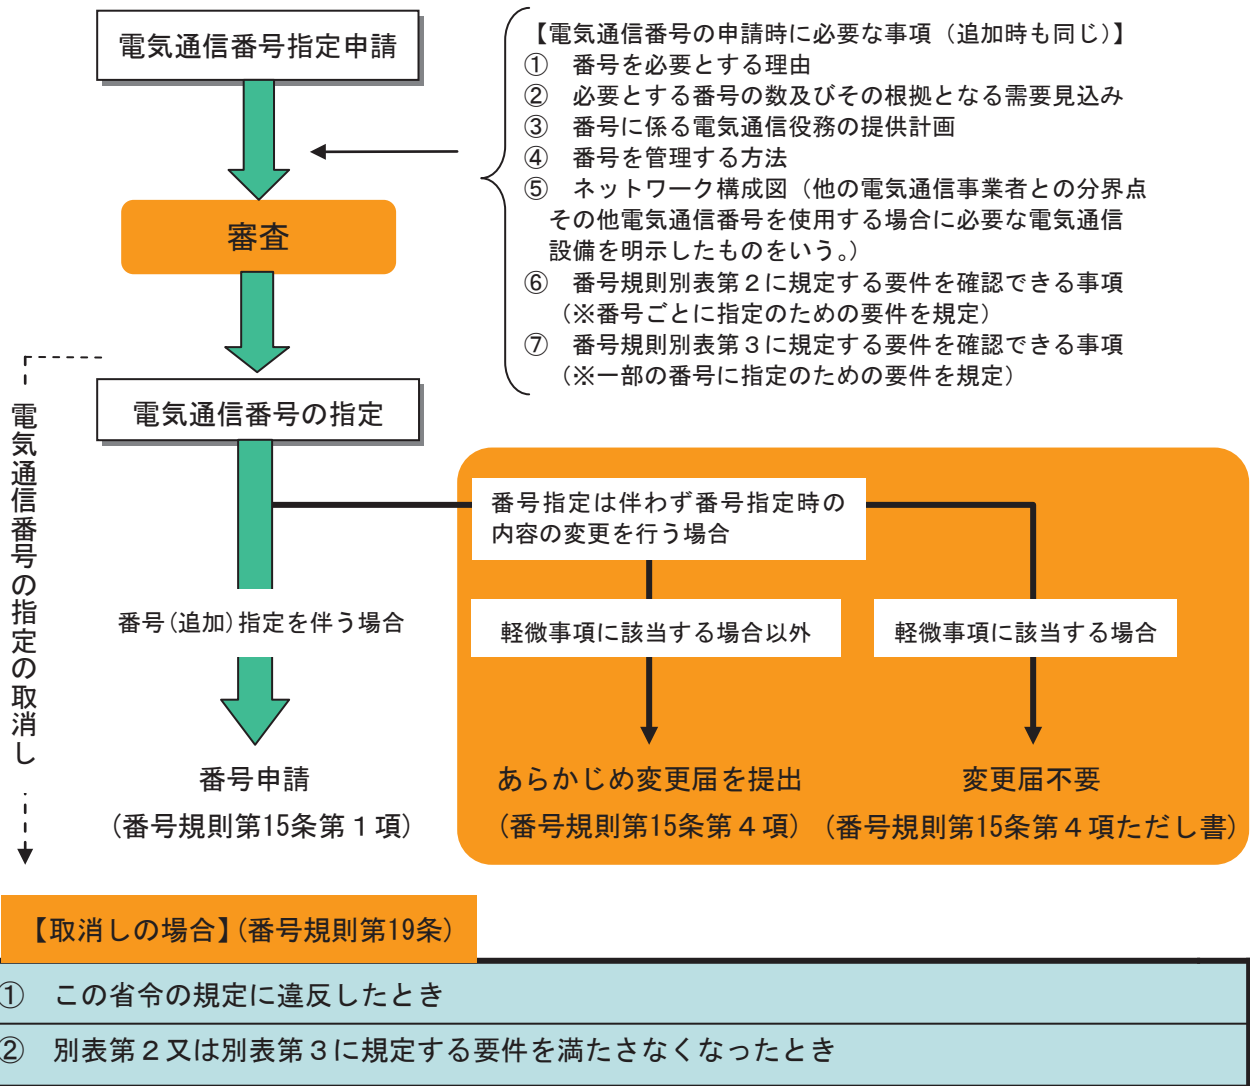 電気通信番号指定申請
【電気通信番号の申請時に必要な事項（追加時も同じ）】
① 番号を必要とする理由
② 必要とする番号の数及びその根拠となる需要見込み
③ 番号に係る電気通信役務の提供計画
④ 番号を管理する方法
⑤ ネットワーク構成図（他の電気通信事業者との分界点
その他電気通信番号を使用する場合に必要な電気通信
設備を明示したものをいう。）
⑥ 番号規則別表第２に規定する要件を確認できる事項
（※番号ごとに指定のための要件を規定）
⑦ 番号規則別表第３に規定する要件を確認できる事項
（※一部の番号に指定のための要件を規定）
審査
電気通信番号の指定
電気通信番号の指定の取消し
番号指定は伴わず番号指定時の
内容の変更を行う場合
番号（追加）指定を伴う場合
軽微事項に該当する場合以外
軽微事項に該当する場合
番号申請
（番号規則第15条第１項）
あらかじめ変更届を提出
（番号規則第15条第４項）
変更届不要
（番号規則第15条第４項ただし書）
【取消しの場合】（番号規則第19条）
① この省令の規定に違反したとき
② 別表第２又は別表第３に規定する要件を満たさなくなったとき